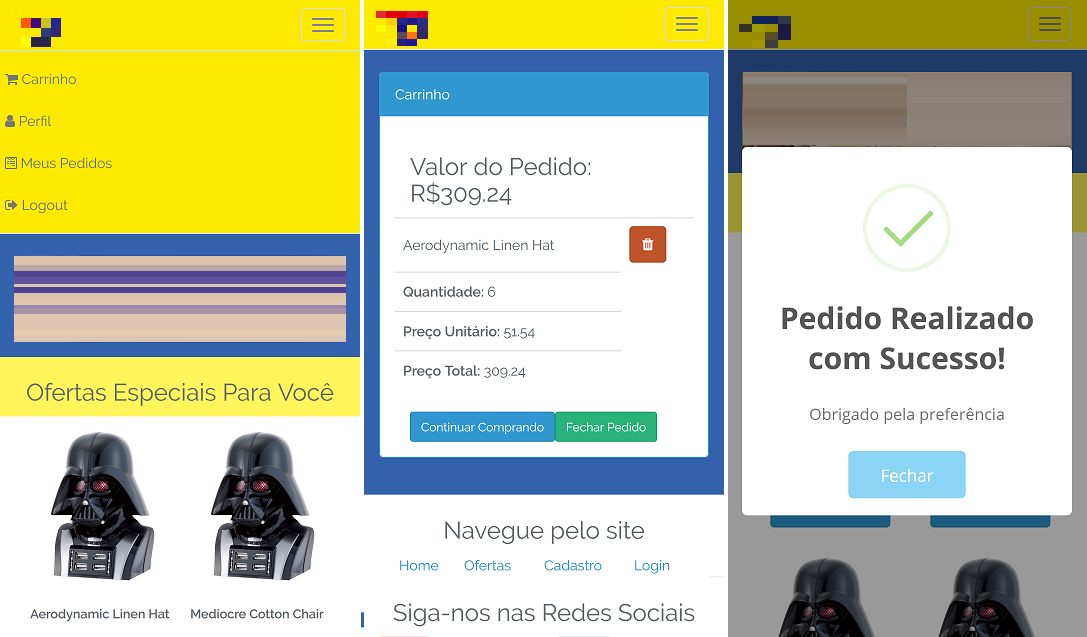 Carrinho
Perfil
Meus Pedidos
Logout
Ofertas Especiais Para Você
Aerodynamic Linen Hat
Mediocre Cotton Chair
Carrinho
Valor do Pedido:
R$309.24
Aerodynamic Linen Hat
Quantidade: 6
Preço Unitário: 51.54
Preço Total: 309.24
Continuar Comprando
Fechar Pedido
Navegue pelo site
Home
Ofertas
Cadastro
Login
Siga-nos nas Redes Sociais
Pedido Realizado
com Sucesso!
Obrigado pela preferência
Fechar